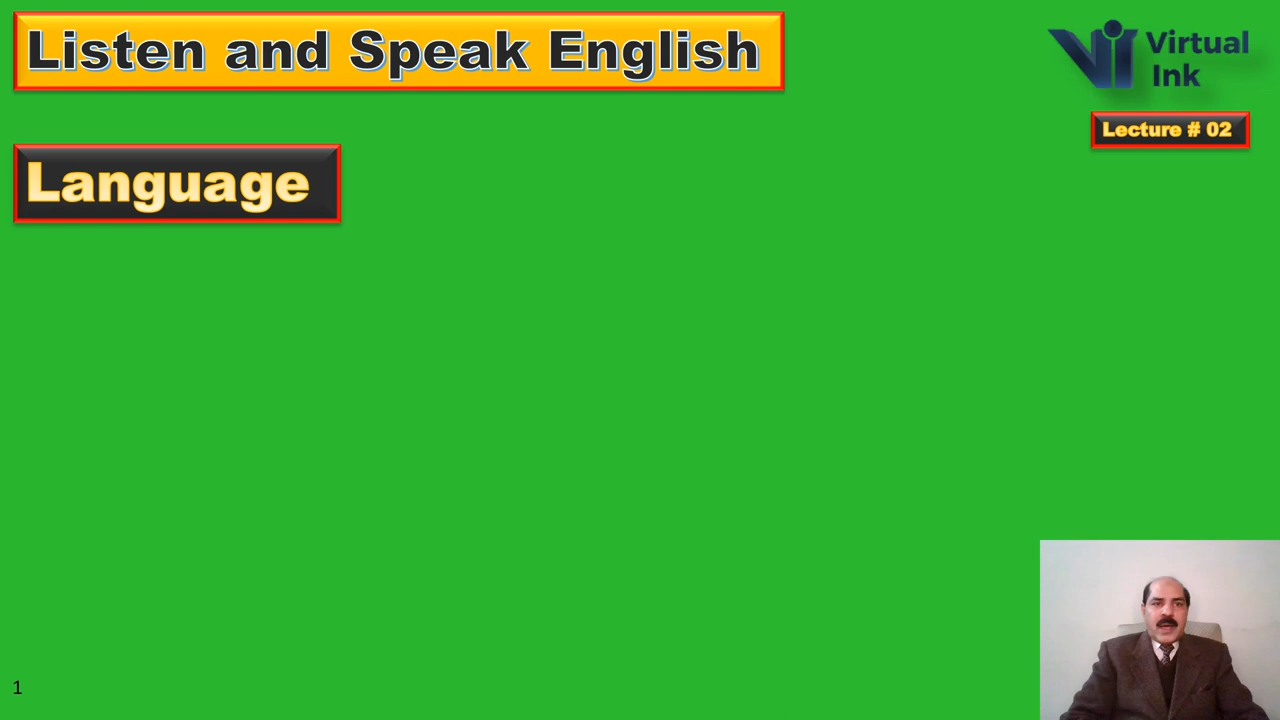 Listen and Speak English
Virtual
Ink
Lecture # 02
Language
1